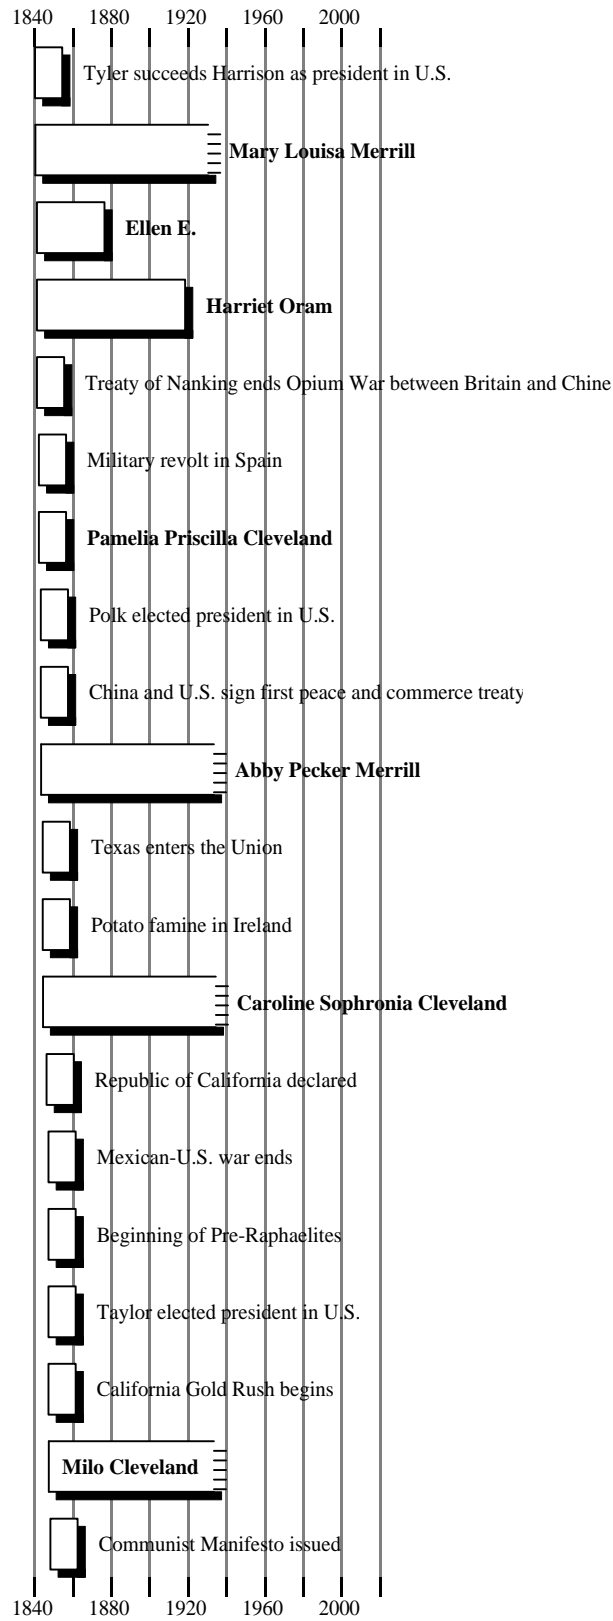 1840 1880 1920 1960 2000
Tyler succeeds Harrison as president in U.S.
Mary Louisa Merrill
Ellen E.
Harriet Oram
Treaty of Nanking ends Opium War between Britain and Chine
Military revolt in Spain
Pamelia Priscilla Cleveland
Polk elected president in U.S.
China and U.S. sign first peace and commerce treaty
Abby Pecker Merrill
Texas enters the Union
Potato famine in Ireland
Caroline Sophronia Cleveland
Republic of California declared
Mexican-U.S. war ends
Beginning of Pre-Raphaelites
Taylor elected president in U.S.
California Gold Rush begins
Milo Cleveland
Communist Manifesto issued
1840 1880 1920 1960 2000